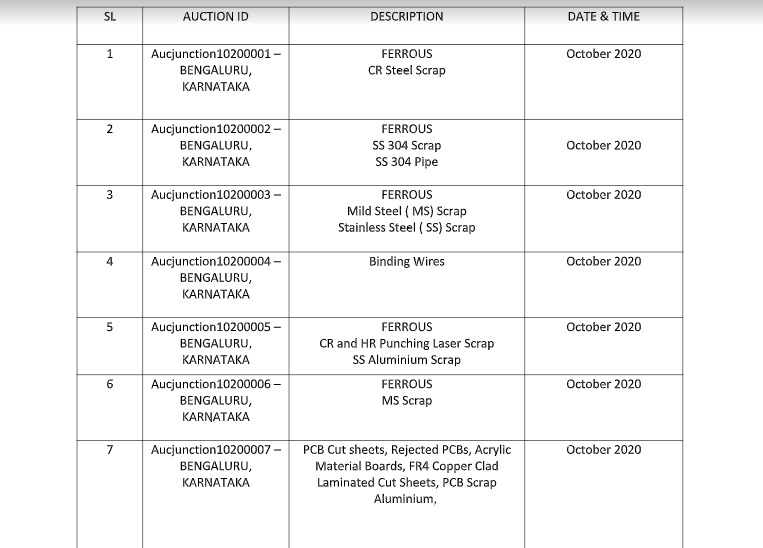 SL AUCTION ID DESCRIPTION DATE & TIME
1 Aucjunction10200001 – FERROUS October 2020
BENGALURU, CR Steel Scrap
KARNATAKA
2 Aucjunction10200002 – FERROUS
BENGALURU, SS 304 Scrap October 2020
KARNATAKA SS 304 Pipe
3 Aucjunction10200003 – FERROUS October 2020
BENGALURU, Mild Steel ( MS) Scrap
KARNATAKA Stainless Steel ( SS) Scrap
4 Aucjunction10200004 – Binding Wires October 2020
BENGALURU,
KARNATAKA
5 Aucjunction10200005 – FERROUS October 2020
BENGALURU, CR and HR Punching Laser Scrap
KARNATAKA SS Aluminium Scrap
6 Aucjunction10200006 – FERROUS October 2020
BENGALURU, MS Scrap
KARNATAKA
7 Aucjunction10200007 – PCB Cut sheets, Rejected PCBs, Acrylic October 2020
BENGALURU, Material Boards, FR4 Copper Clad
KARNATAKA Laminated Cut Sheets, PCB Scrap
Aluminium,